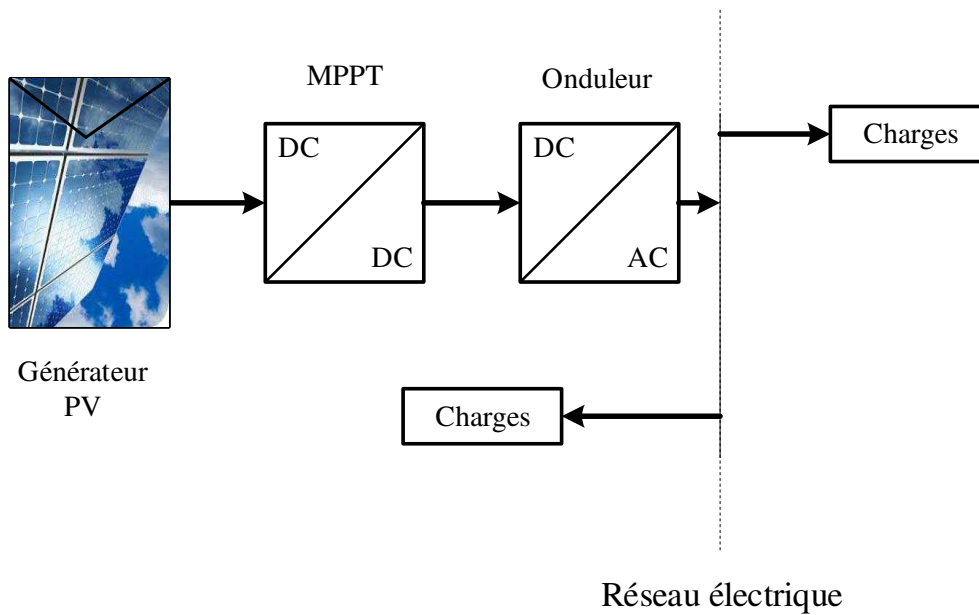 MPPT
Onduleur
DC
DC
DC
AC
Charges
Générateur
PV
Charges
Réseau électrique